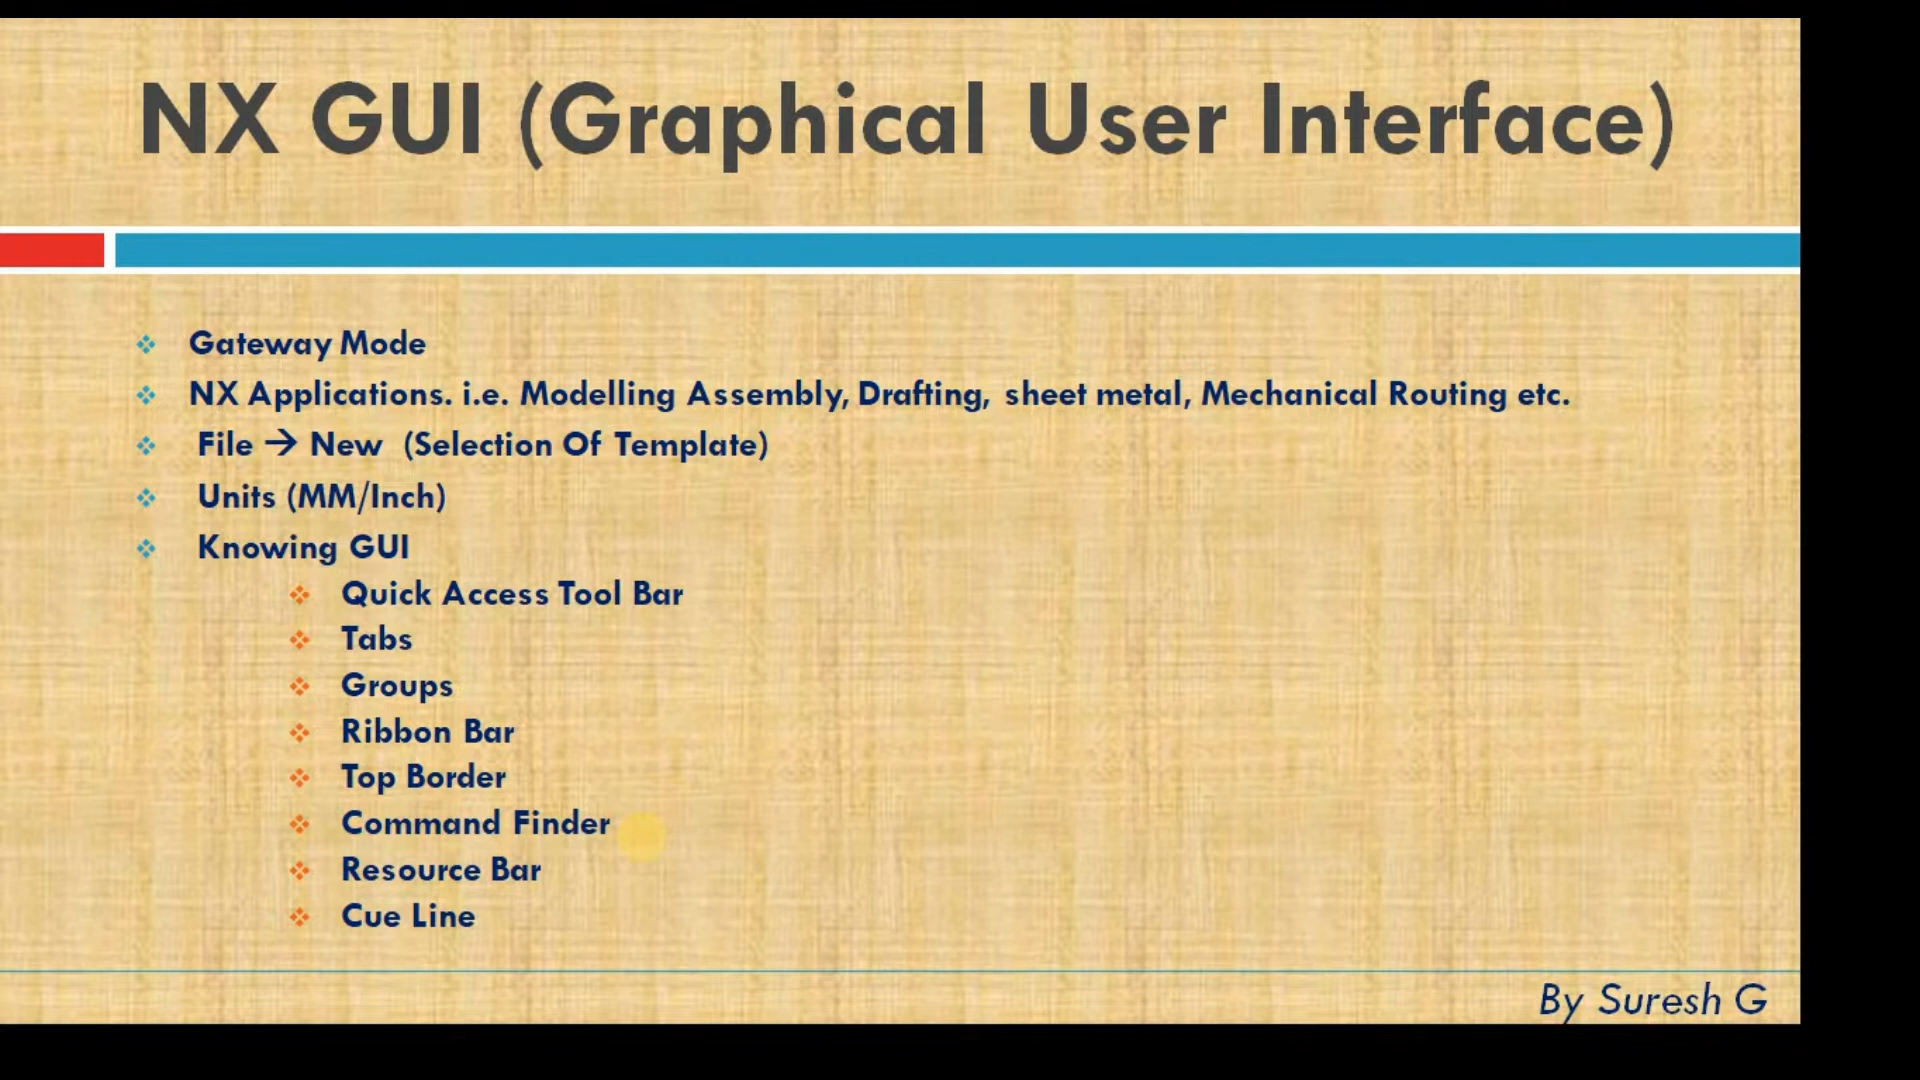 NX GUI (Graphical User Interface)
Gateway Mode
NX Applications. i.e. Modelling Assembly, Drafting, sheet metal, Mechanical Routing etc.
File → New (Selection Of Template)
Units (MM/Inch)
Knowing GUI
Quick Access Tool Bar
Tabs
Groups
Ribbon Bar
Top Border
Command Finder
Resource Bar
Cue Line
By Suresh G